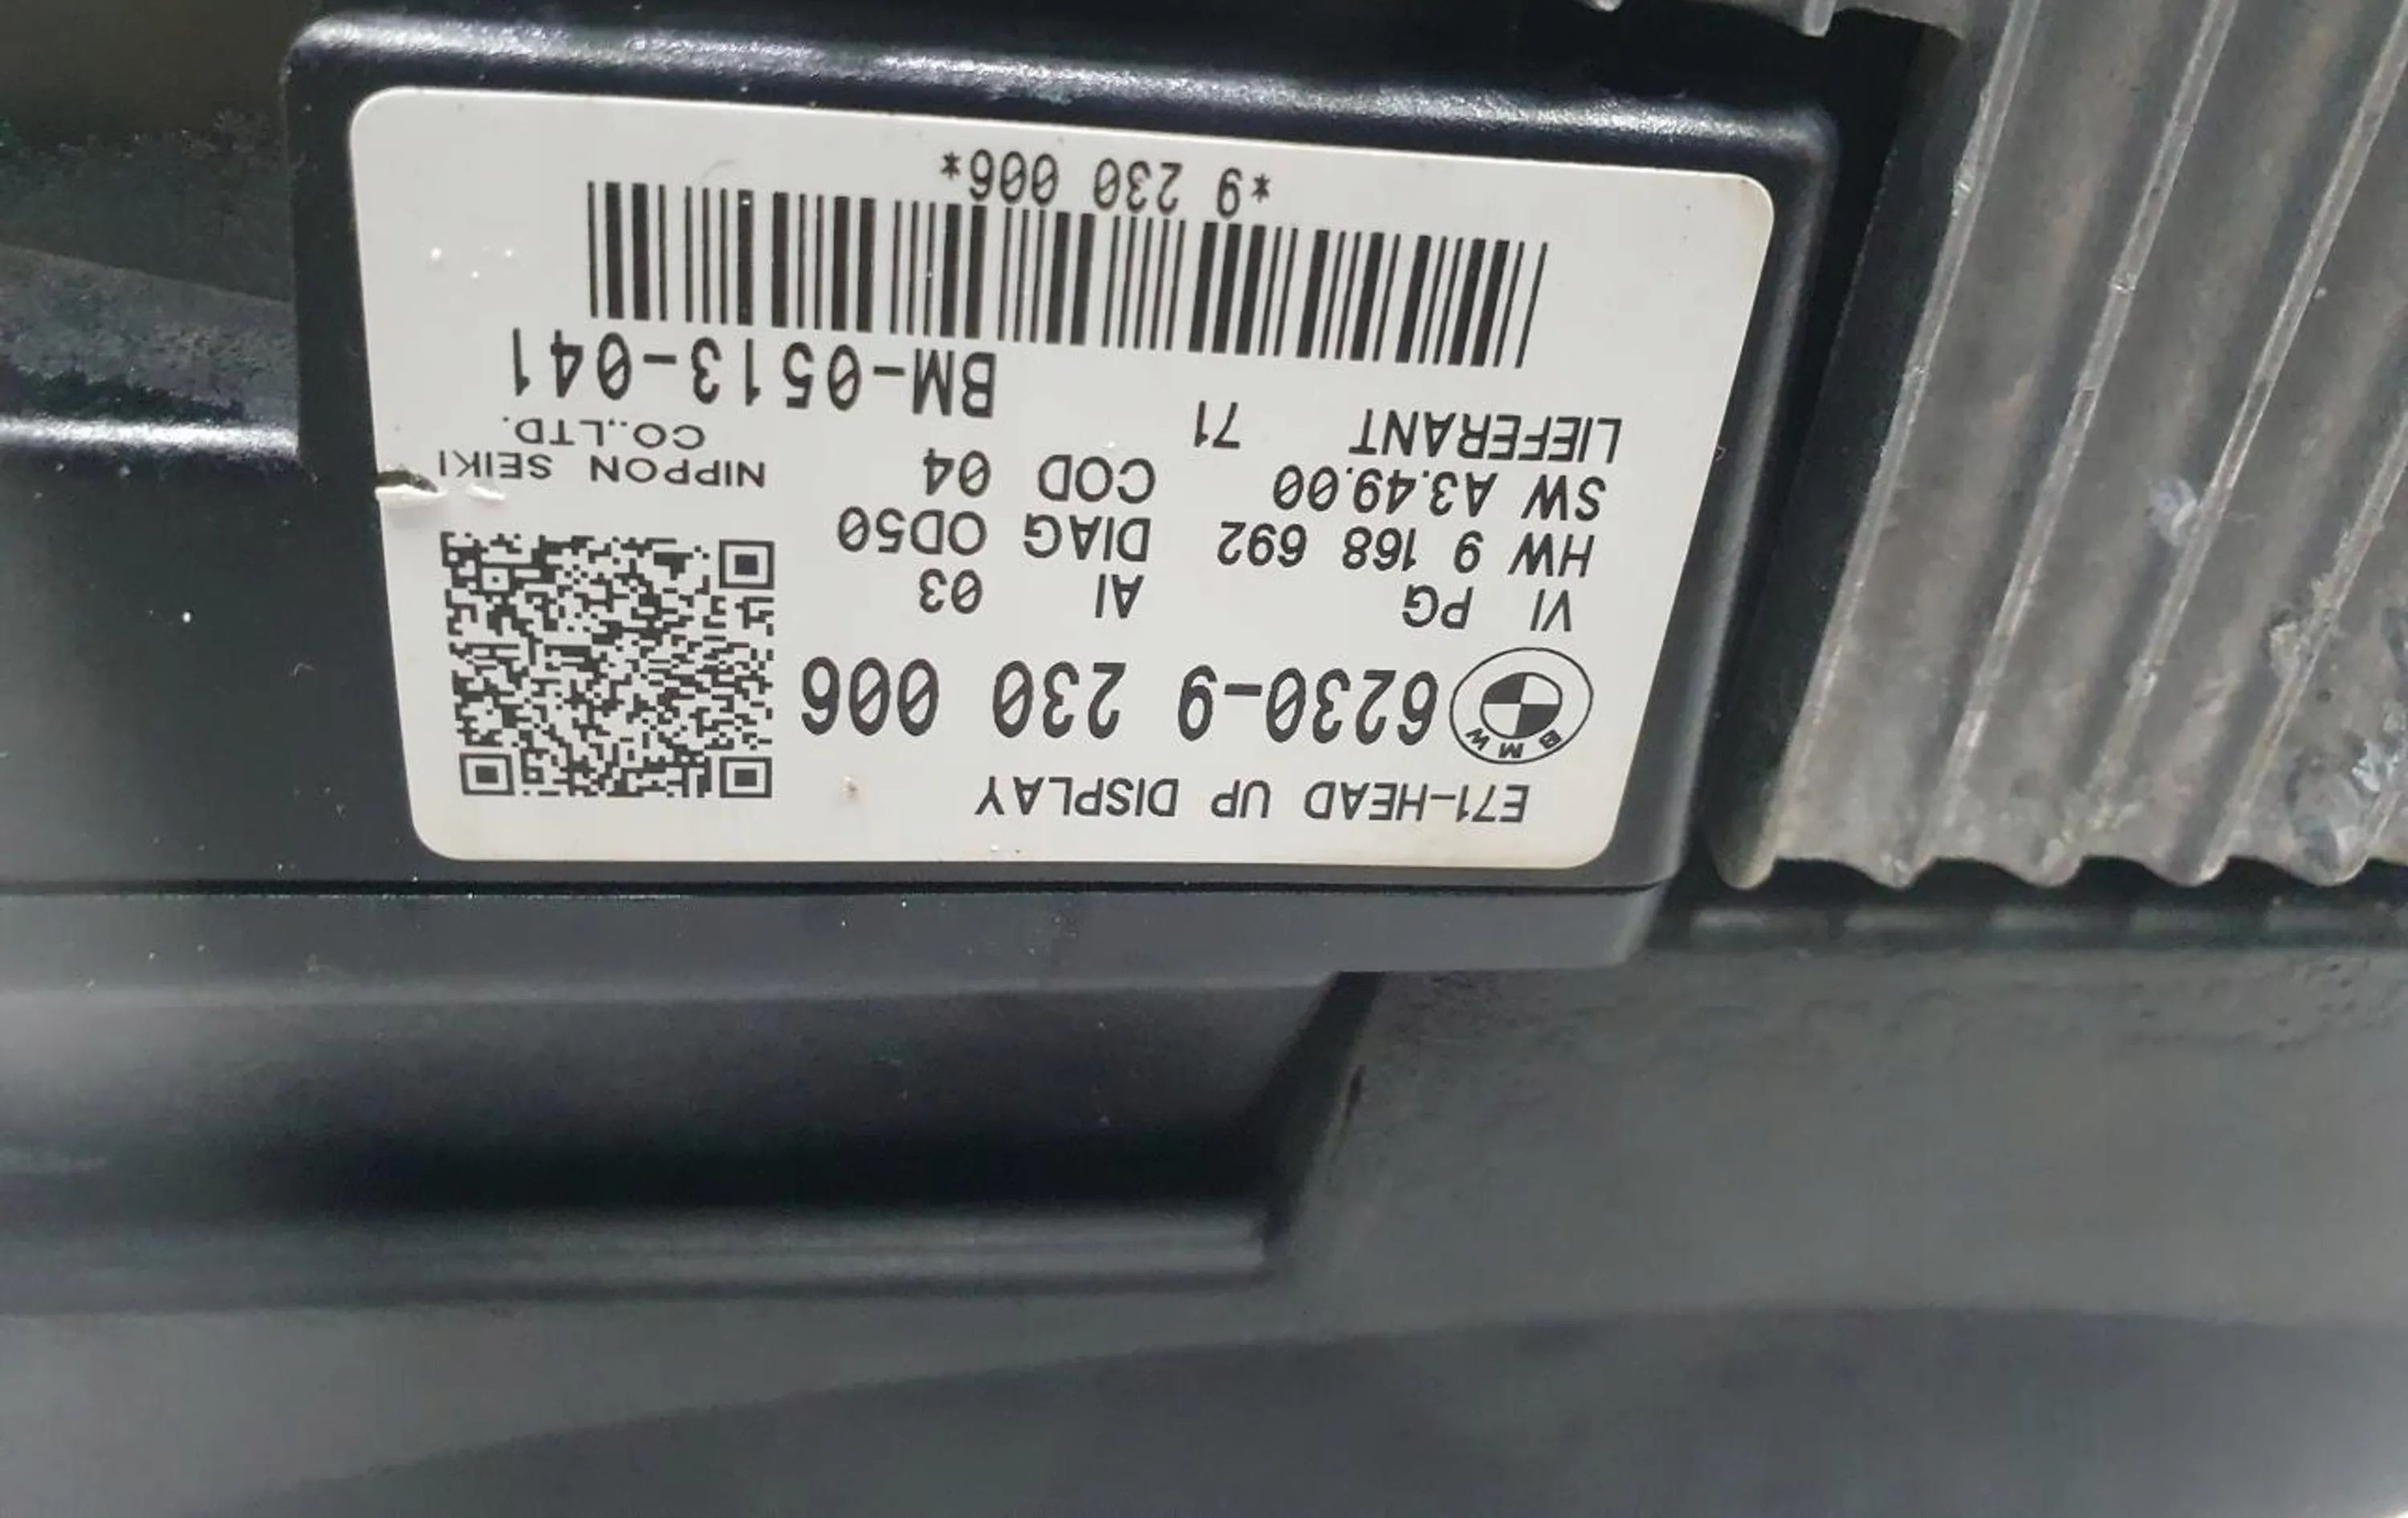 E71-HEAD UP DISPLAY
BMW 6230-9 230 006
VI PG AI 03
HW 9 168 692 DIAG OD50
SW A3.49.00 COD 04
NIPPON SEIKI
CO.,LTD.
LIEFERANT 71 BM-0513-041
*9 230 006*